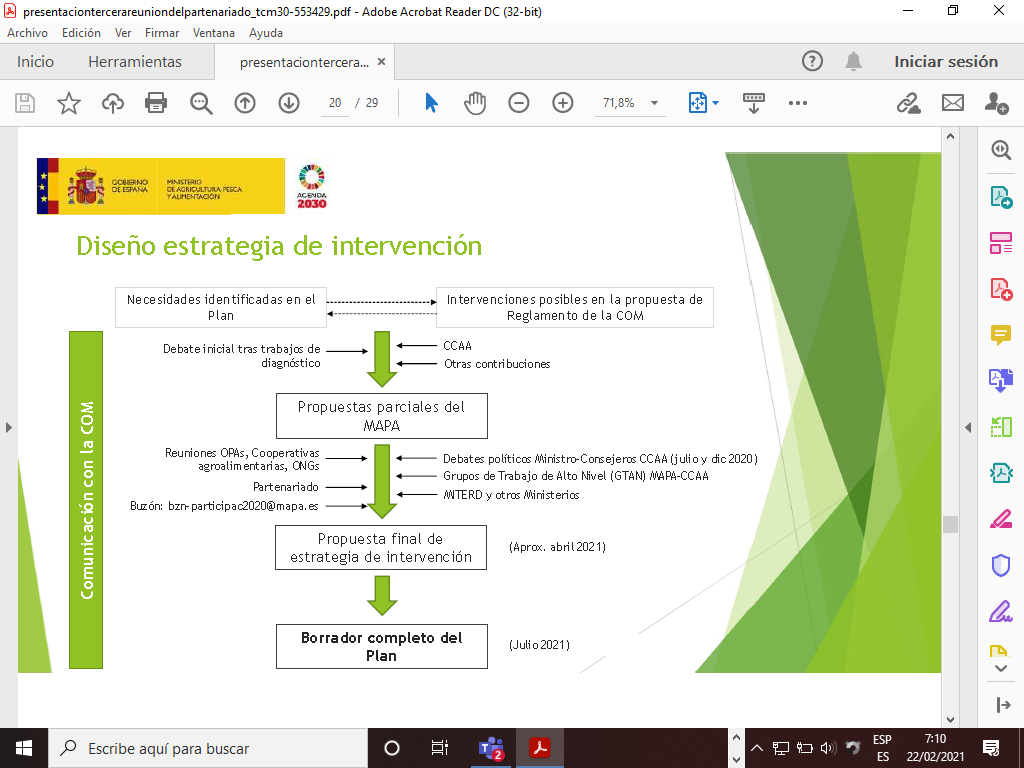 presentaciontercerareuniondelpartenariado_tcm30-553429.pdf - Adobe Acrobat Reader DC (32-bit)
Archivo Edición Ver Firmar Ventana Ayuda
Inicio Herramientas presentaciontercera... × Iniciar sesión
20 / 29 71,8%
GOBIERNO
DE ESPAÑA
MINISTERIO
DE AGRICULTURA, PESCA
Y ALIMENTACIÓN
AGENDA
2030
Diseño estrategia de intervención
Necesidades identificadas en el
Plan
Intervenciones posibles en la propuesta de
Reglamento de la COM
Comunicación con la COM
Debate inicial tras trabajos de
diagnóstico
CCAA
Otras contribuciones
Propuestas parciales del
MAPA
Reuniones OPAs, Cooperativas
agroalimentarias, ONGs
Partenariado
Buzón: bzn-participac2020@mapa.es
Debates políticos Ministro-Consejeros CCAA (julio y dic 2020)
Grupos de Trabajo de Alto Nivel (GTAN) MAPA-CCAA
MITERD y otros Ministerios
Propuesta final de
estrategia de intervención
(Aprox. abril 2021)
Borrador completo del
Plan
(Julio 2021)
Escribe aquí para buscar
2
ESP
ES
7:10
22/02/2021